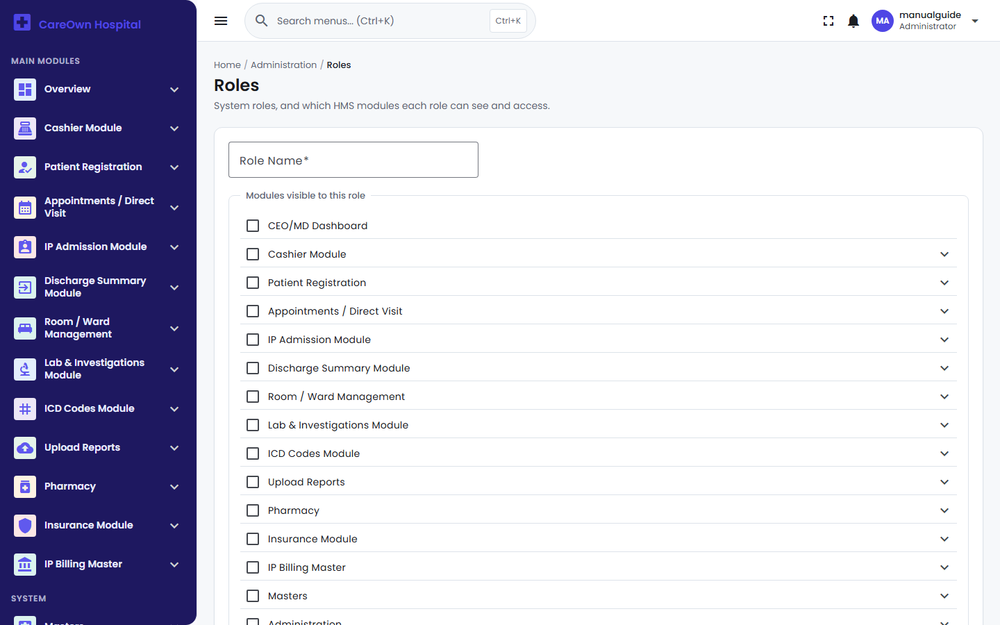 CareOwn Hospital
MAIN MODULES
Overview
Cashier Module
Patient Registration
Appointments / Direct
Visit
IP Admission Module
Discharge Summary
Module
Room / Ward
Management
Lab & Investigations
Module
ICD Codes Module
Upload Reports
Pharmacy
Insurance Module
IP Billing Master
SYSTEM
Masters
Search menus... (Ctrl+K)
Ctrl+K
MA
manualguide
Administrator
Home / Administration / Roles
Roles
System roles, and which HMS modules each role can see and access.
Role Name*
Modules visible to this role
CEO/MD Dashboard
Cashier Module
Patient Registration
Appointments / Direct Visit
IP Admission Module
Discharge Summary Module
Room / Ward Management
Lab & Investigations Module
ICD Codes Module
Upload Reports
Pharmacy
Insurance Module
IP Billing Master
Masters
Administration